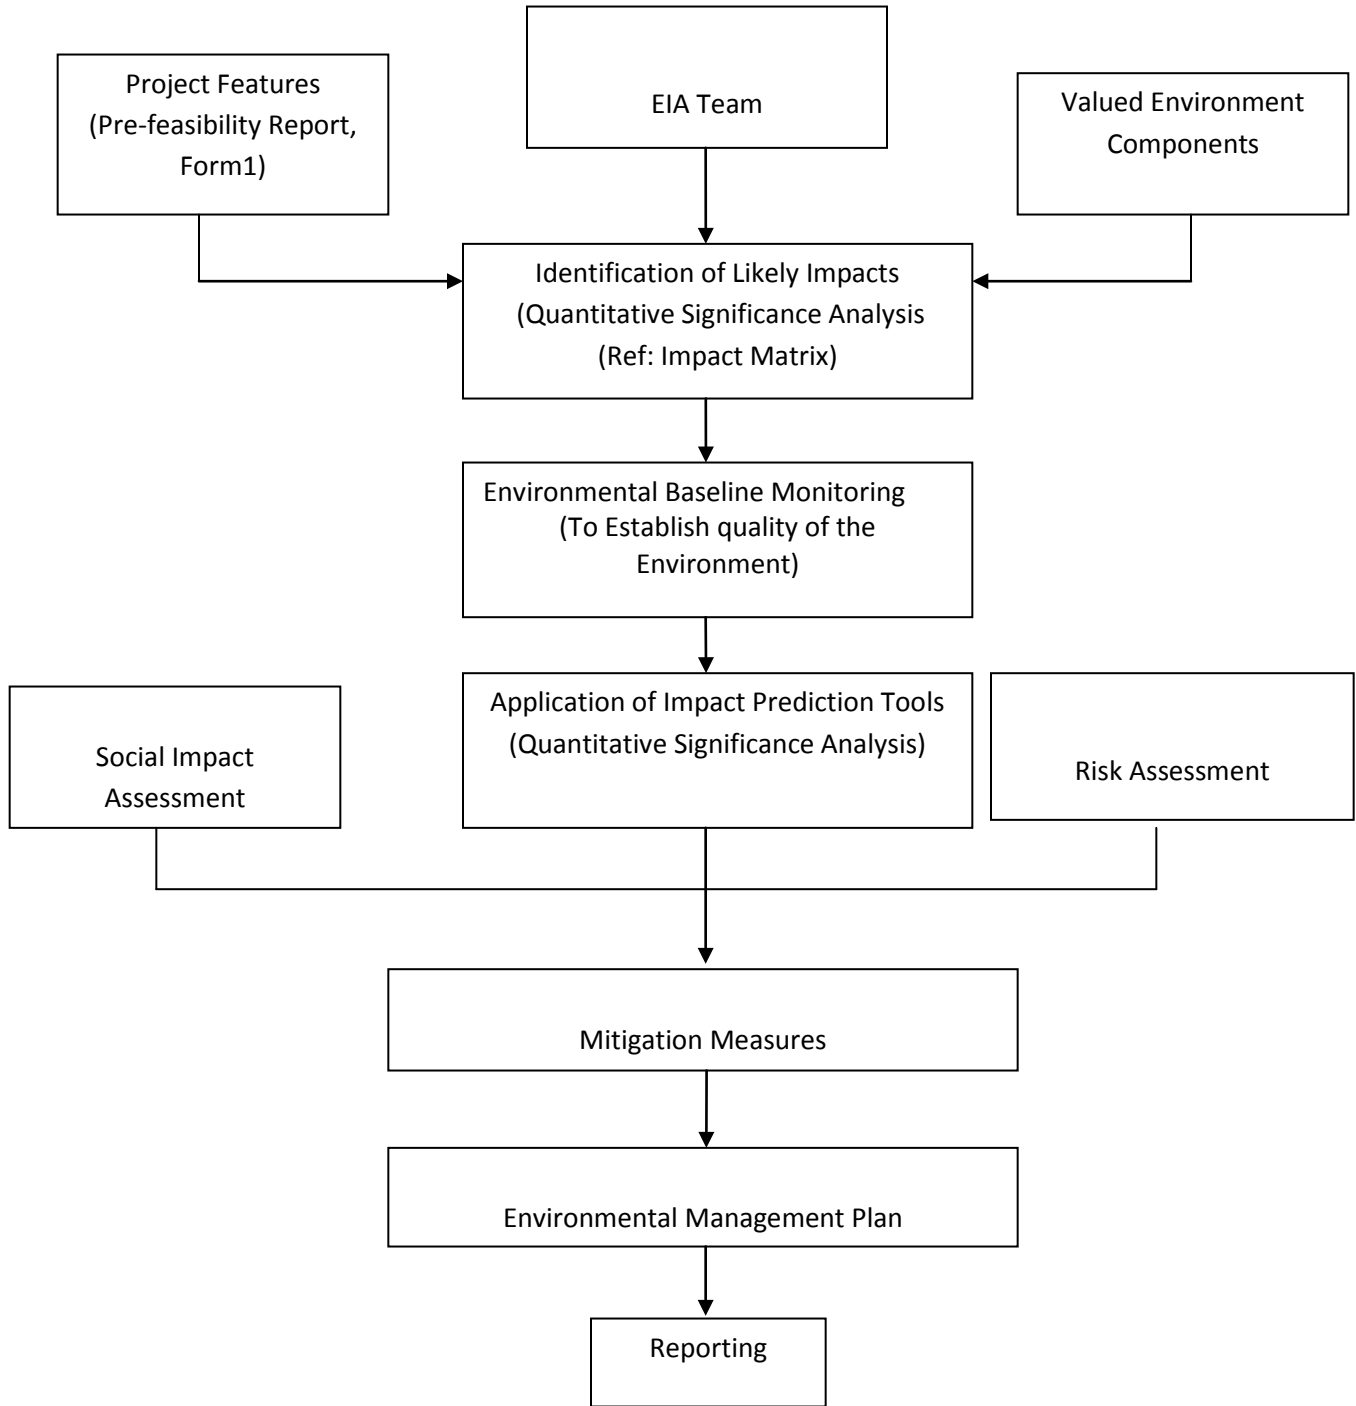 Project Features
(Pre-feasibility Report,
Form1)
EIA Team
Valued Environment
Components
Identification of Likely Impacts
(Quantitative Significance Analysis
(Ref: Impact Matrix)
Environmental Baseline Monitoring
(To Establish quality of the
Environment)
Social Impact
Assessment
Application of Impact Prediction Tools
(Quantitative Significance Analysis)
Risk Assessment
Mitigation Measures
Environmental Management Plan
Reporting